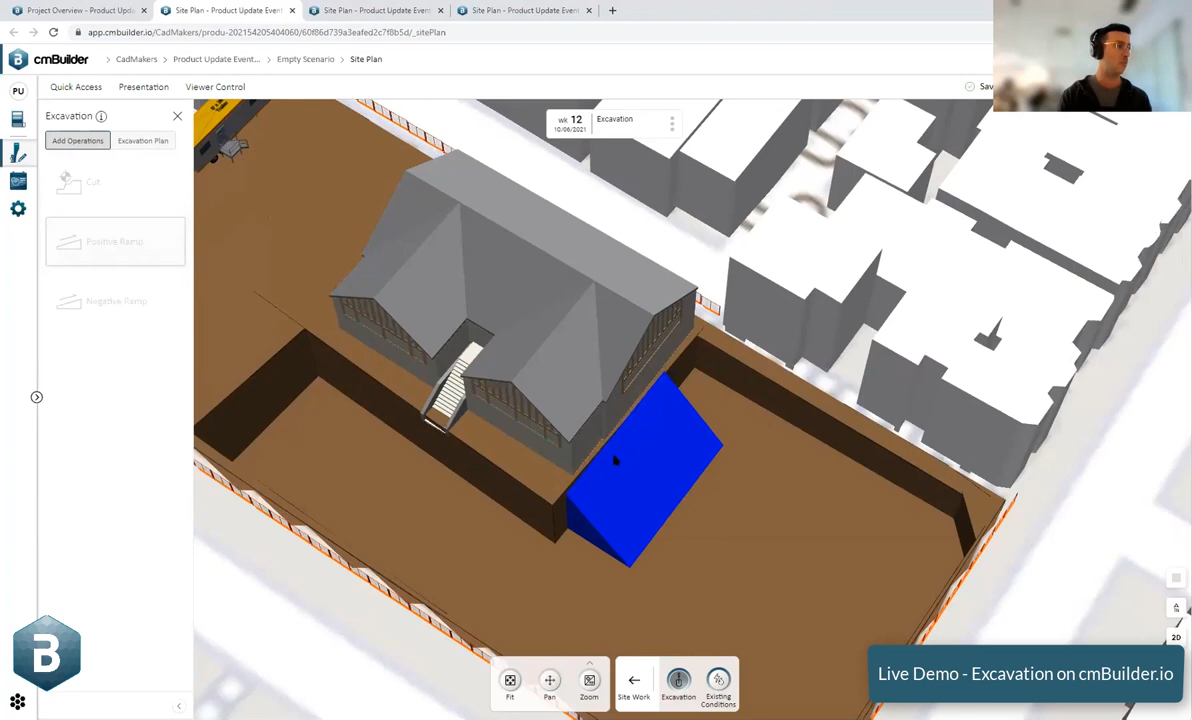 Project Overview - Product Upda
Site Plan - Product Update Event
Site Plan - Product Update Event
Site Plan - Product Update Event
app.cmbuilder.io/CadMakers/produ-202154205404060/60f86d739a3eafed2c7f8b5d/_sitePlan
cmBuilder
CadMakers
Product Update Event...
Empty Scenario
Site Plan
PU
Quick Access
Presentation
Viewer Control
Sav
Excavation
Add Operations
Excavation Plan
Cut
Positive Ramp
Negative Ramp
wk 12
10/06/2021
Excavation
2D
Fit
Pan
Zoom
Site Work
Excavation
Existing
Conditions
B
Live Demo - Excavation on cmBuilder.io